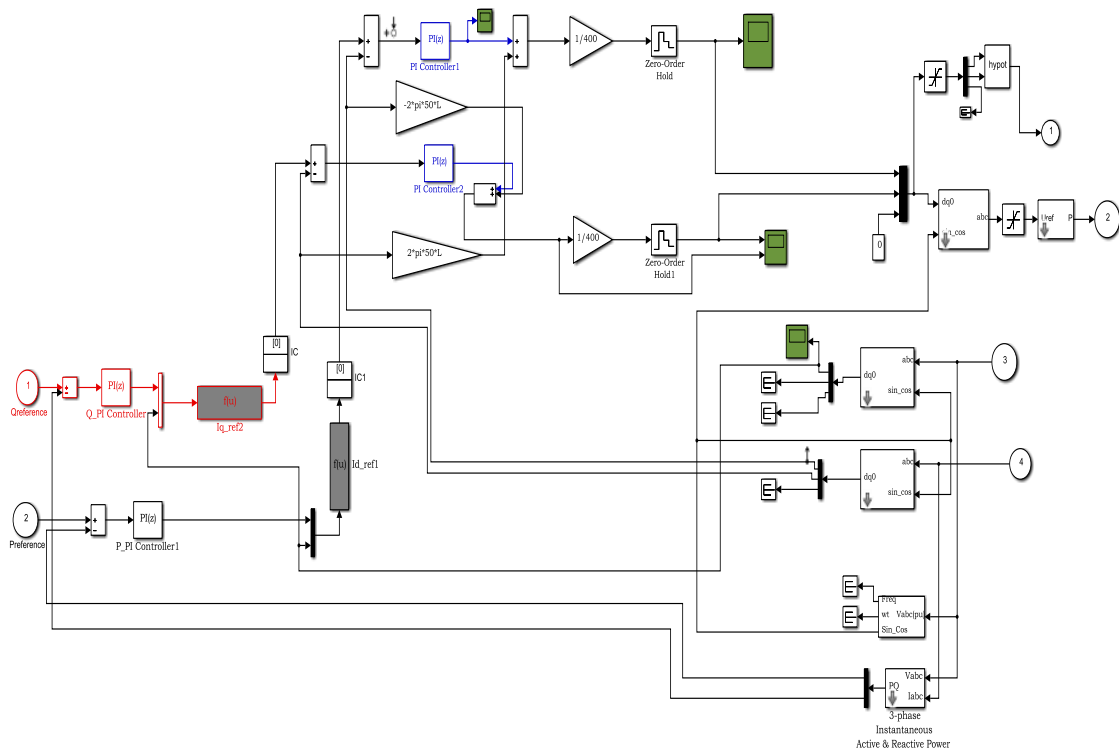 PI(z)
PI Controller1
1/400
Zero-Order
Hold
hypot
1
-2*pi*50*L
PI(z)
PI Controller2
dq0
abc
Uref
P
2
1/400
0
2*pi*50*L
Zero-Order
Hold1
[0]
IC
[0]
IC1
abc
dq0
sin_cos
3
1
Qreference
PI(z)
Q_PI Controller
f(u)
Iq_ref2
f(u)
Id_ref1
abc
dq0
sin_cos
4
2
Preference
PI(z)
P_PI Controller1
Freq
wt
Vabc(pu)
Sin_Cos
Vabc
PQ
Iabc
3-phase
Instantaneous
Active & Reactive Power